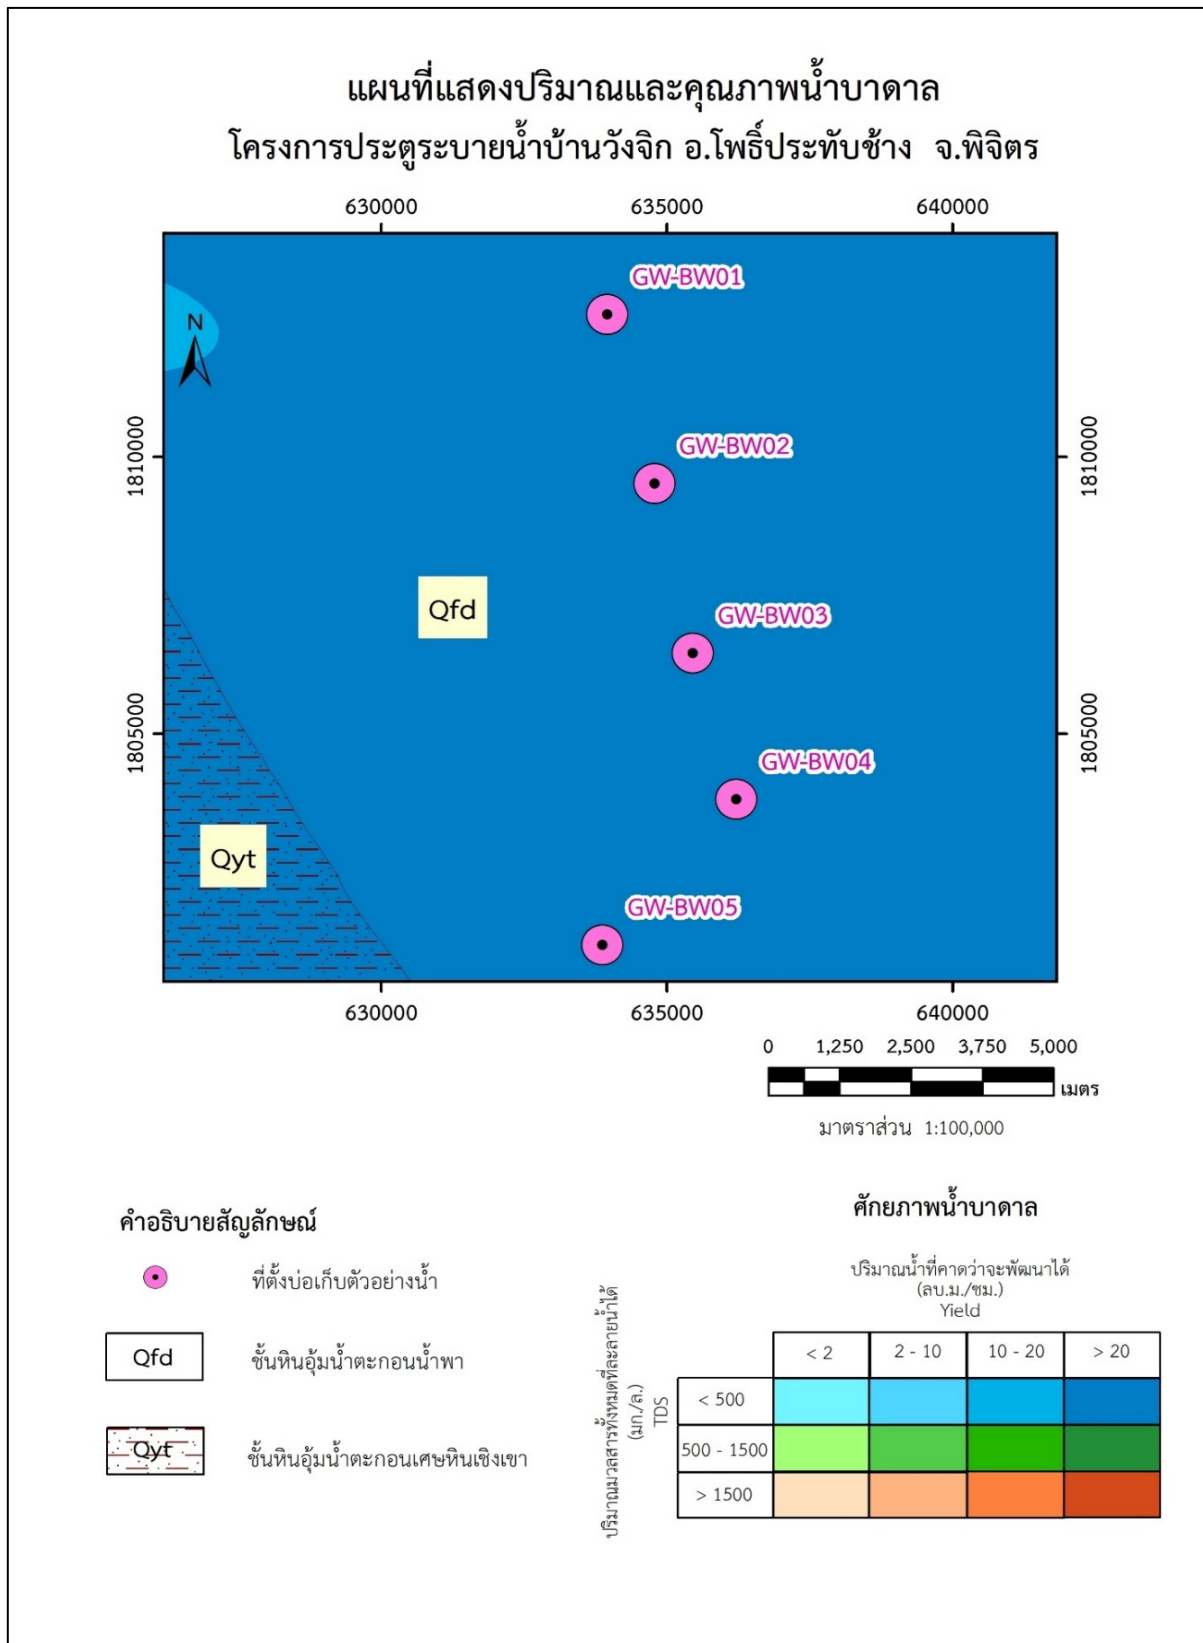 แผนที่แสดงปริมาณและคุณภาพน้ำบาดาล
โครงการประตูระบายน้ำบ้านวังจิก อ.โพธิ์ประทับช้าง จ.พิจิตร
630000 635000 640000
GW-BW01
N
1810000
GW-BW02
1810000
Qfd
GW-BW03
1805000
1805000
GW-BW04
Qyt
GW-BW05
630000 635000 640000
0 1,250 2,500 3,750 5,000
เมตร
มาตราส่วน 1:100,000
คำอธิบายสัญลักษณ์
ที่ตั้งบ่อเก็บตัวอย่างน้ำ
Qfd ชั้นหินอุ้มน้ำตะกอนน้ำพา
Qyt ชั้นหินอุ้มน้ำตะกอนเศษหินเชิงเขา
ศักยภาพน้ำบาดาล
ปริมาณน้ำที่คาดว่าจะพัฒนาได้
(ลบ.ม./ชม.)
Yield
ปริมาณมวลสารทั้งหมดที่ละลายน้ำได้
(มก./ล.)
TDS
< 2 2 - 10 10 - 20 > 20
< 500
500 - 1500
> 1500